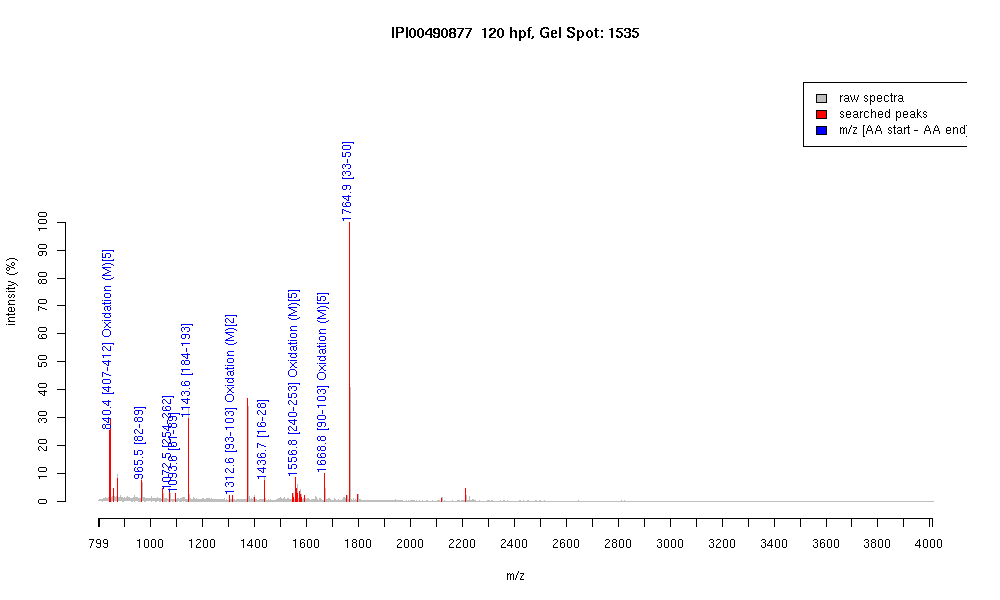 IPI00490877 120 hpf, Gel Spot: 1535
raw spectra
searched peaks
m/z [AA start - AA end]
intensity (%)
100
90
80
70
60
50
40
30
20
10
0
840.4 [407-412] Oxidation (M)[5]
965.5 [82-89]
1072.5 [254-262]
1093.6 [81-89]
1143.6 [184-193]
1312.6 [93-103] Oxidation (M)[2]
1436.7 [16-28]
1556.8 [240-253] Oxidation (M)[5]
1668.8 [90-103] Oxidation (M)[5]
1764.9 [33-50]
799 1000 1200 1400 1600 1800 2000 2200 2400 2600 2800 3000 3200 3400 3600 3800 4000
m/z